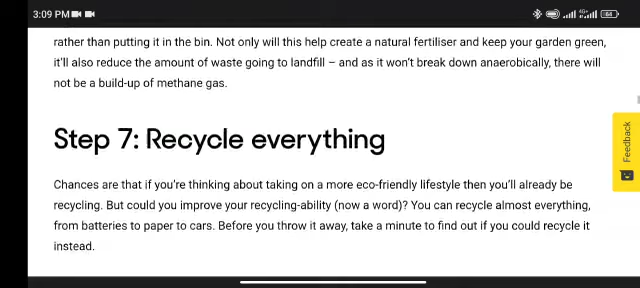 3:09 PM
4G+
68
rather than putting it in the bin. Not only will this help create a natural fertiliser and keep your garden green,
it'll also reduce the amount of waste going to landfill – and as it won't break down anaerobically, there will
not be a build-up of methane gas.
Step 7: Recycle everything
Feedback
Chances are that if you're thinking about taking on a more eco-friendly lifestyle then you'll already be
recycling. But could you improve your recycling-ability (now a word)? You can recycle almost everything,
from batteries to paper to cars. Before you throw it away, take a minute to find out if you could recycle it
instead.